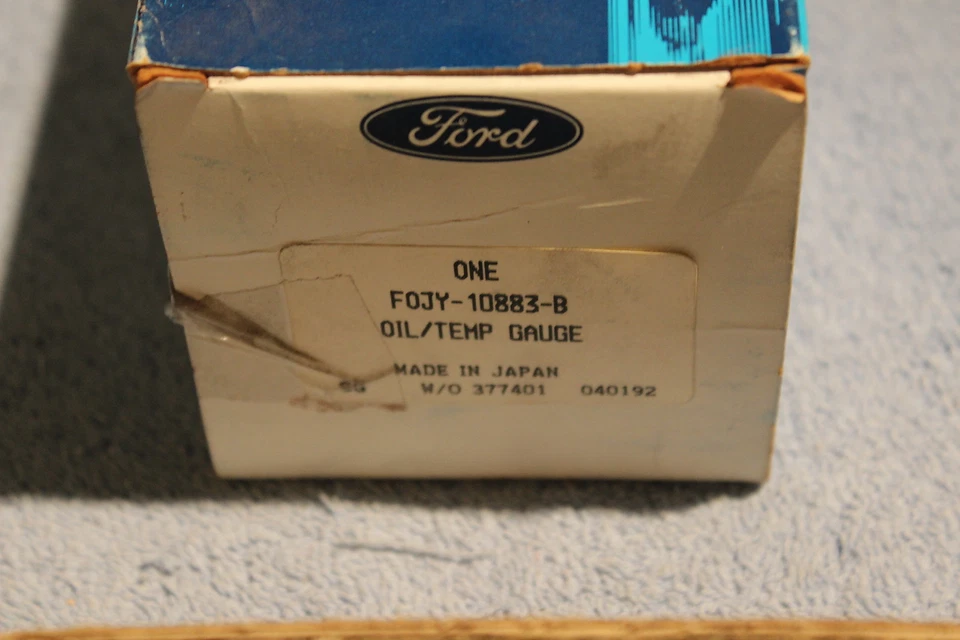 Ford
ONE
FOJY-10883-B
OIL/TEMP GAUGE
MADE IN JAPAN
W/O 377401 040192